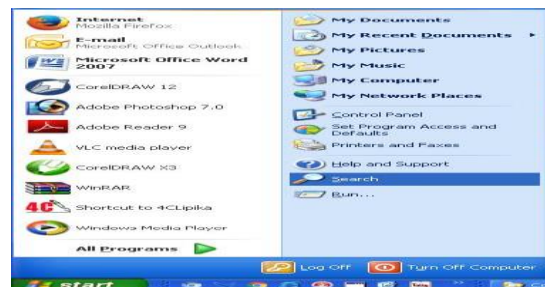 Internet
Mozilla Firefox
E-mail
Microsoft Office Outlook
Microsoft Office Word
2007
CorelDRAW 12
Adobe Photoshop 7.0
Adobe Reader 9
VLC media player
CorelDRAW X3
WinRAR
Shortcut to 4CLipika
Windows Media Player
All Programs
My Documents
My Recent Documents
My Pictures
My Music
My Computer
My Network Places
Control Panel
Set Program Access and
Defaults
Printers and Faxes
Help and Support
Search
Run...
Log Off
Turn Off Computer
start